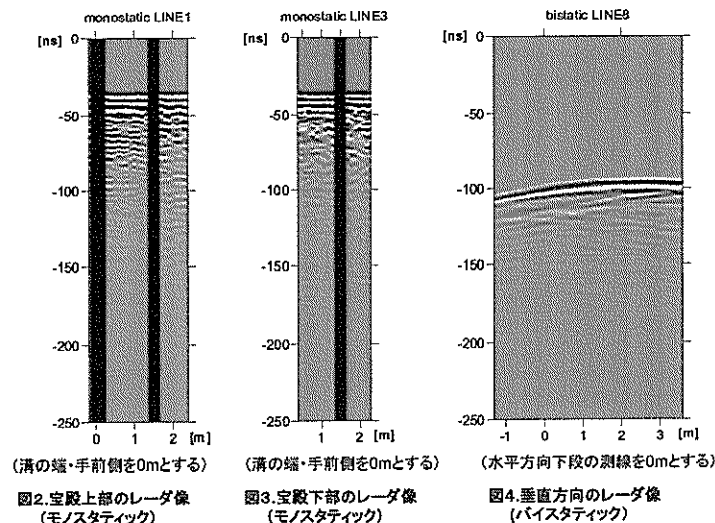 monostatic LINE1
[ns]
0
-50
-100
-150
-200
-250
0
1
2
[m]
(溝の端・手前側を0mとする)
図2.宝殿上部のレーダ像
(モノスタティック)
monostatic LINE3
[ns]
0
-50
-100
-150
-200
-250
1
2
[m]
(溝の端・手前側を0mとする)
図3.宝殿下部のレーダ像
(モノスタティック)
bistatic LINE8
[ns]
0
-50
-100
-150
-200
-250
-1
0
1
2
3
[m]
(水平方向下段の測線を0mとする)
図4.垂直方向のレーダ像
(バイスタティック)